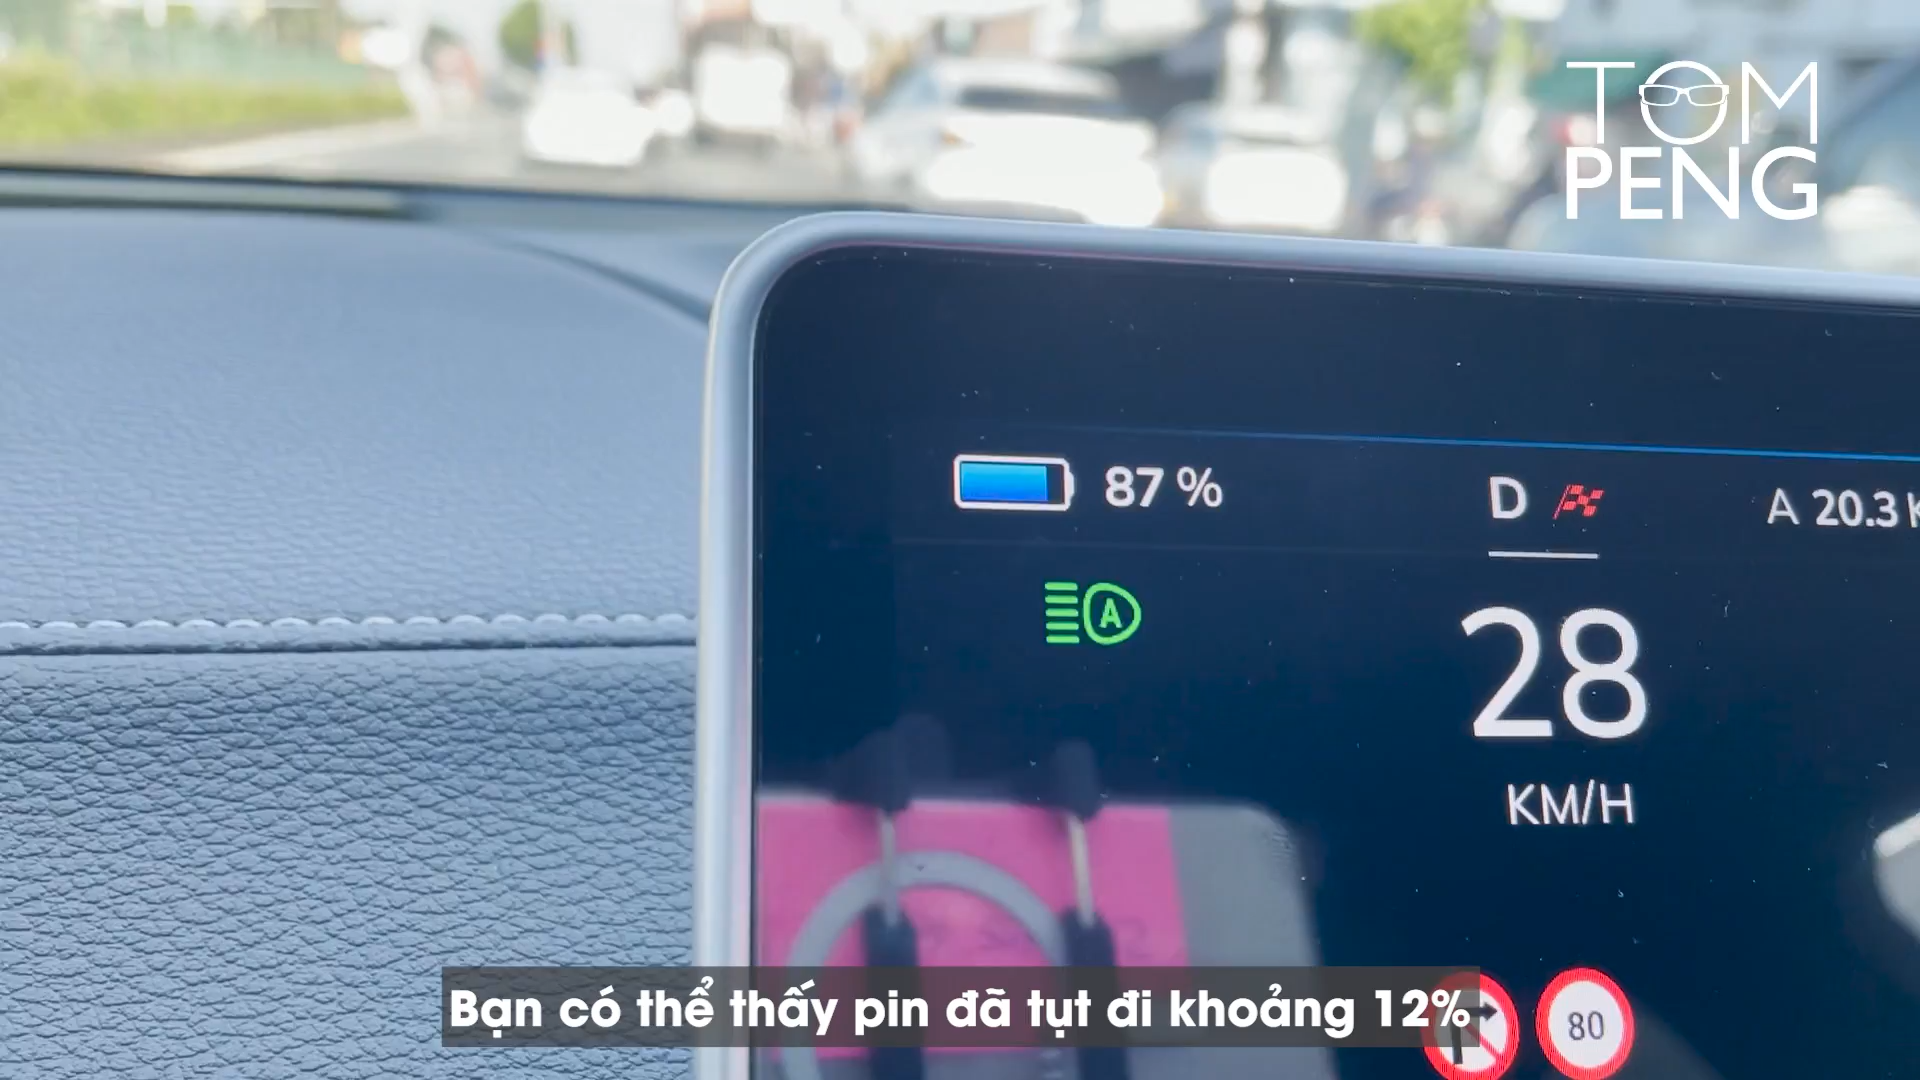 TOM
PENG
87 %
D
A 20.3
A
28
KM/H
80
Bạn có thể thấy pin đã tụt đi khoảng 12%